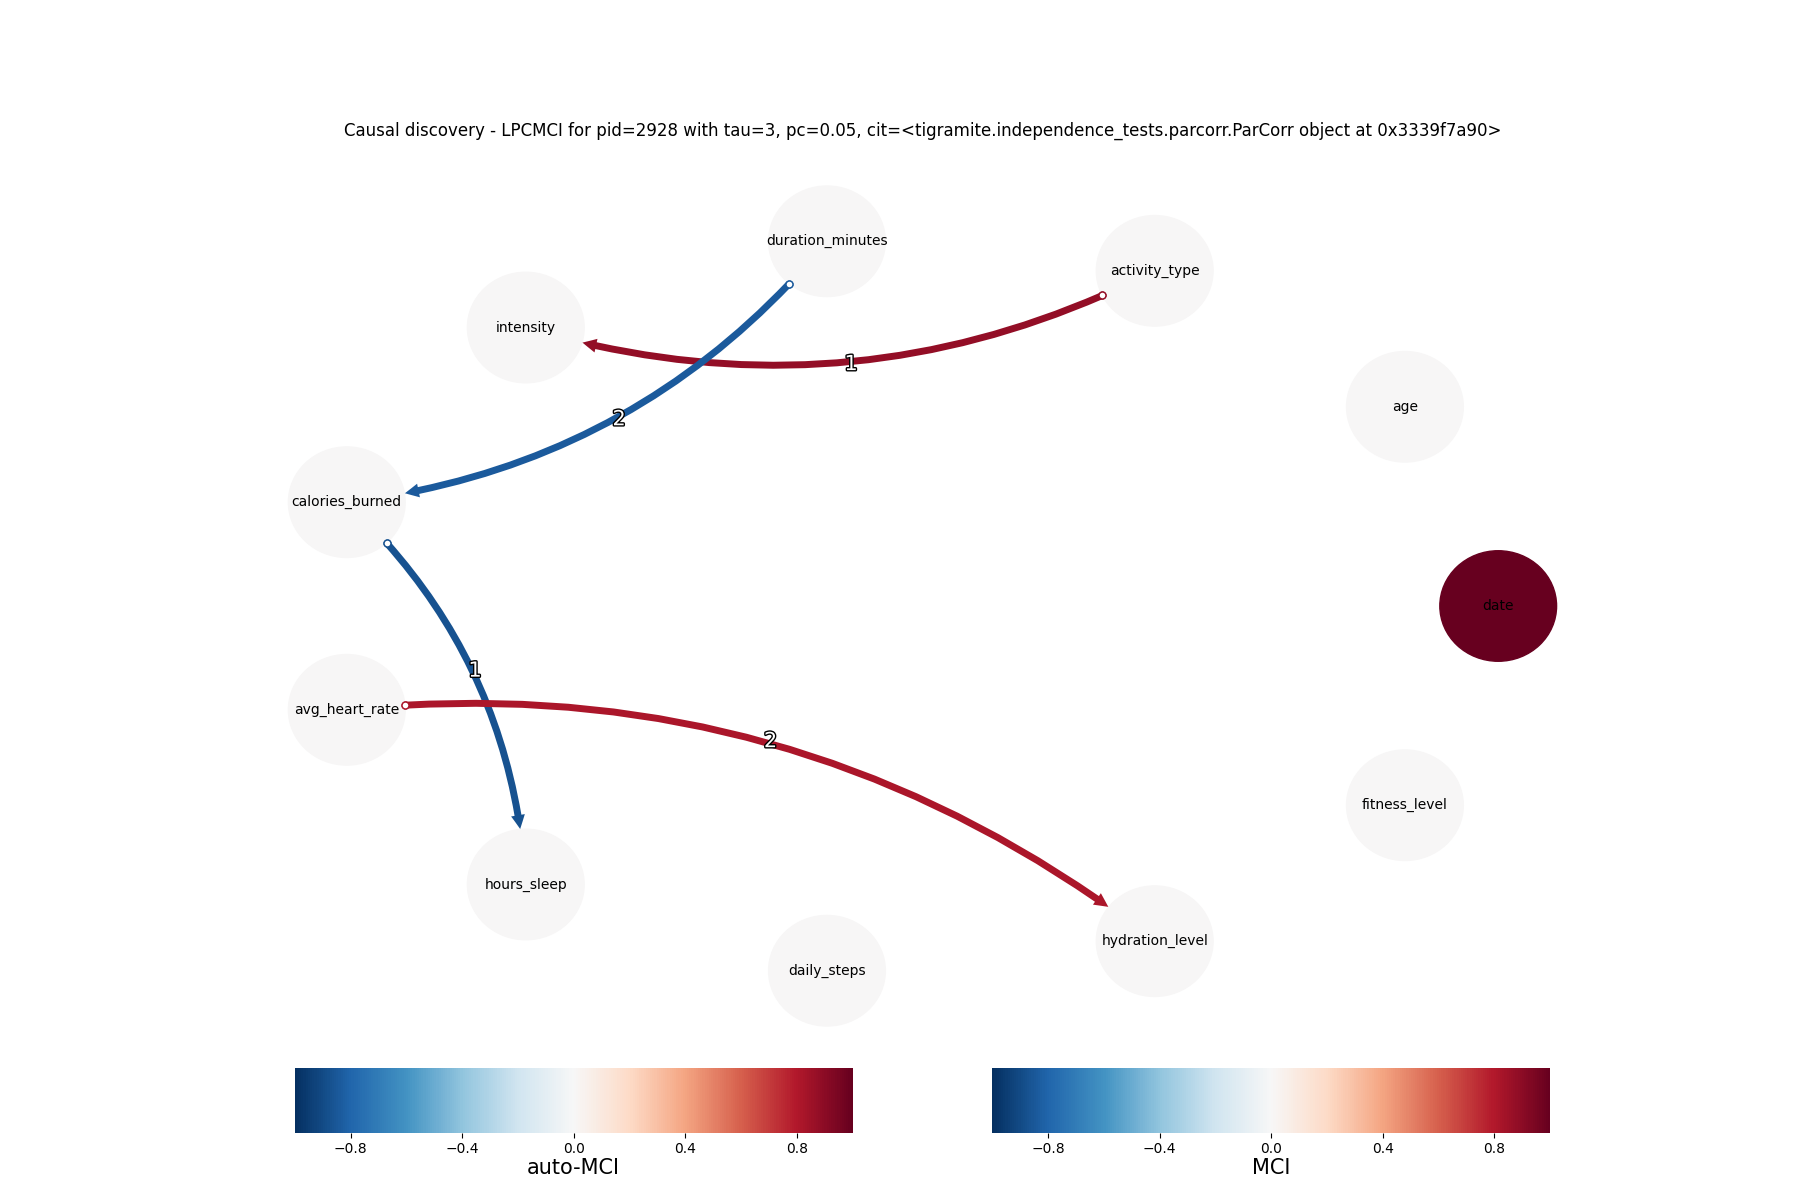 Causal discovery - LPCMCI for pid=2928 with tau=3, pc=0.05, cit=<tigramite.independence_tests.parcorr.ParCorr object at 0x3339f7a90>
duration_minutes
activity_type
intensity
1
age
2
calories_burned
date
1
avg_heart_rate
2
fitness_level
hours_sleep
hydration_level
daily_steps
−0.8 −0.4 0.0 0.4 0.8
auto-MCI
−0.8 −0.4 0.0 0.4 0.8
MCI